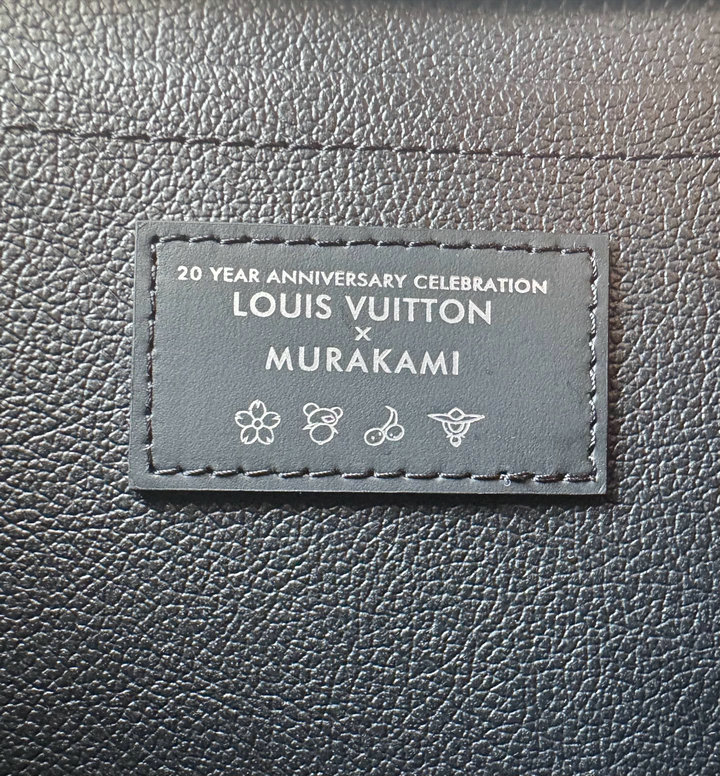 20 YEAR ANNIVERSARY CELEBRATION
LOUIS VUITTON
×
MURAKAMI